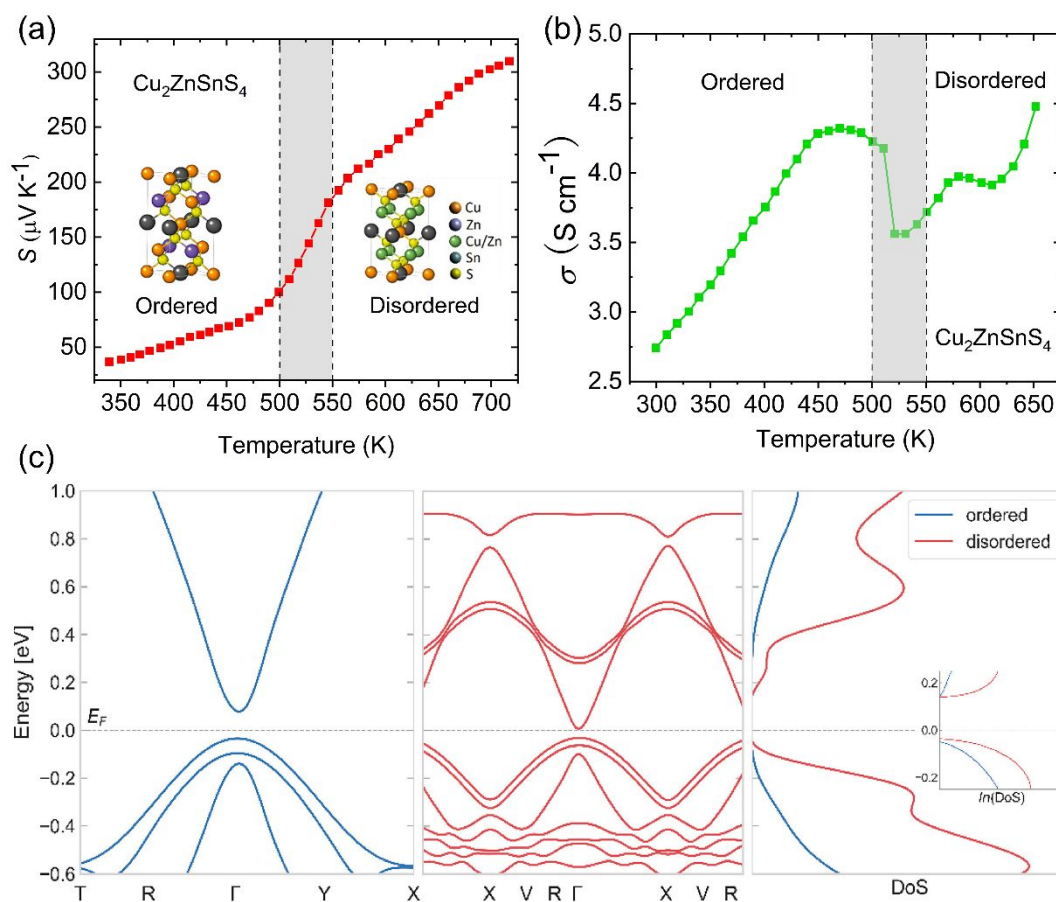 (a)
Cu2ZnSnS4
300
250
200
150
100
50
S (μV K⁻¹)
Ordered
Disordered
Cu
Zn
Cu/Zn
Sn
S
350 400 450 500 550 600 650 700
Temperature (K)
(b)
5.0
4.5
4.0
3.5
3.0
2.5
σ (S cm⁻¹)
Ordered
Disordered
Cu2ZnSnS4
300 350 400 450 500 550 600 650
Temperature (K)
(c)
1.0
0.8
0.6
0.4
0.2
0.0
−0.2
−0.4
−0.6
Energy [eV]
EF
T R Γ Y X
X V R Γ X V R
ordered
disordered
0.2
0.0
−0.2
ln(DoS)
DoS